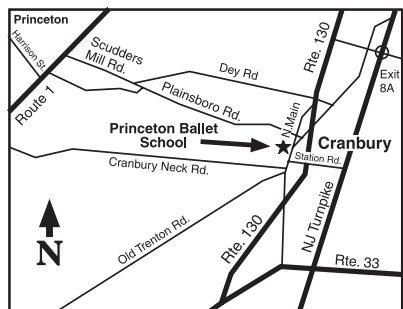 Princeton
Harrison St.
Scudders
Mill Rd.
Dey Rd
Rte. 130
Exit
8A
Route 1
Plainsboro Rd.
N.Main
Princeton Ballet
School
Cranbury
Station Rd.
Cranbury Neck Rd.
NJ Turnpike
N
Old Trenton Rd.
Rte. 130
Rte. 33